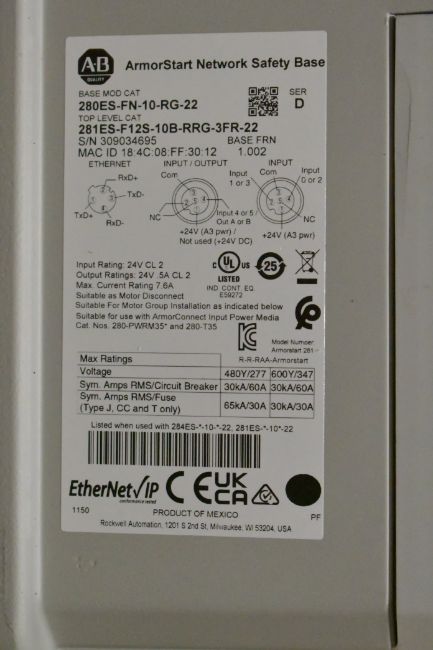 A-B
QUALITY
ArmorStart Network Safety Base
BASE MOD CAT
280ES-FN-10-RG-22
SER
D
TOP LEVEL CAT
281ES-F12S-10B-RRG-3FR-22
S/N 309034695
BASE FRN
MAC ID 18:4C:08:FF:30:12
1.002
ETHERNET
INPUT / OUTPUT
INPUT
RxD+
TxD-
TxD+
RxD-
Com
Input
1 or 3
NC
Input 4 or 5 /
Out A or B
+24V (A3 pwr) /
Not used (+24V DC)
Com
Input
0 or 2
NC
+24V (A3 pwr)
Input Rating: 24V CL 2
Output Ratings: 24V .5A CL 2
Max. Current Rating 7.6A
Suitable as Motor Disconnect
Suitable For Motor Group Installation as indicated below
Suitable for use with ArmorConnect Input Power Media
Cat. Nos. 280-PWRM35* and 280-T35
C UL US
LISTED
IND. CONT. EQ.
E59272
25
Model Number:
Armorstart 281
R-R-RAA-Armorstart
Max Ratings
Voltage 480Y/277 600Y/347
Sym. Amps RMS/Circuit Breaker 30kA/60A 30kA/60A
Sym. Amps RMS/Fuse
(Type J, CC and T only) 65kA/30A 30kA/30A
Listed when used with 284ES-*-10-*-22, 281ES-*-10*-22
EtherNet/IP
conformance tested
CE
UK
CA
1150
PRODUCT OF MEXICO
PF
Rockwell Automation, 1201 S 2nd St, Milwaukee, WI 53204, USA